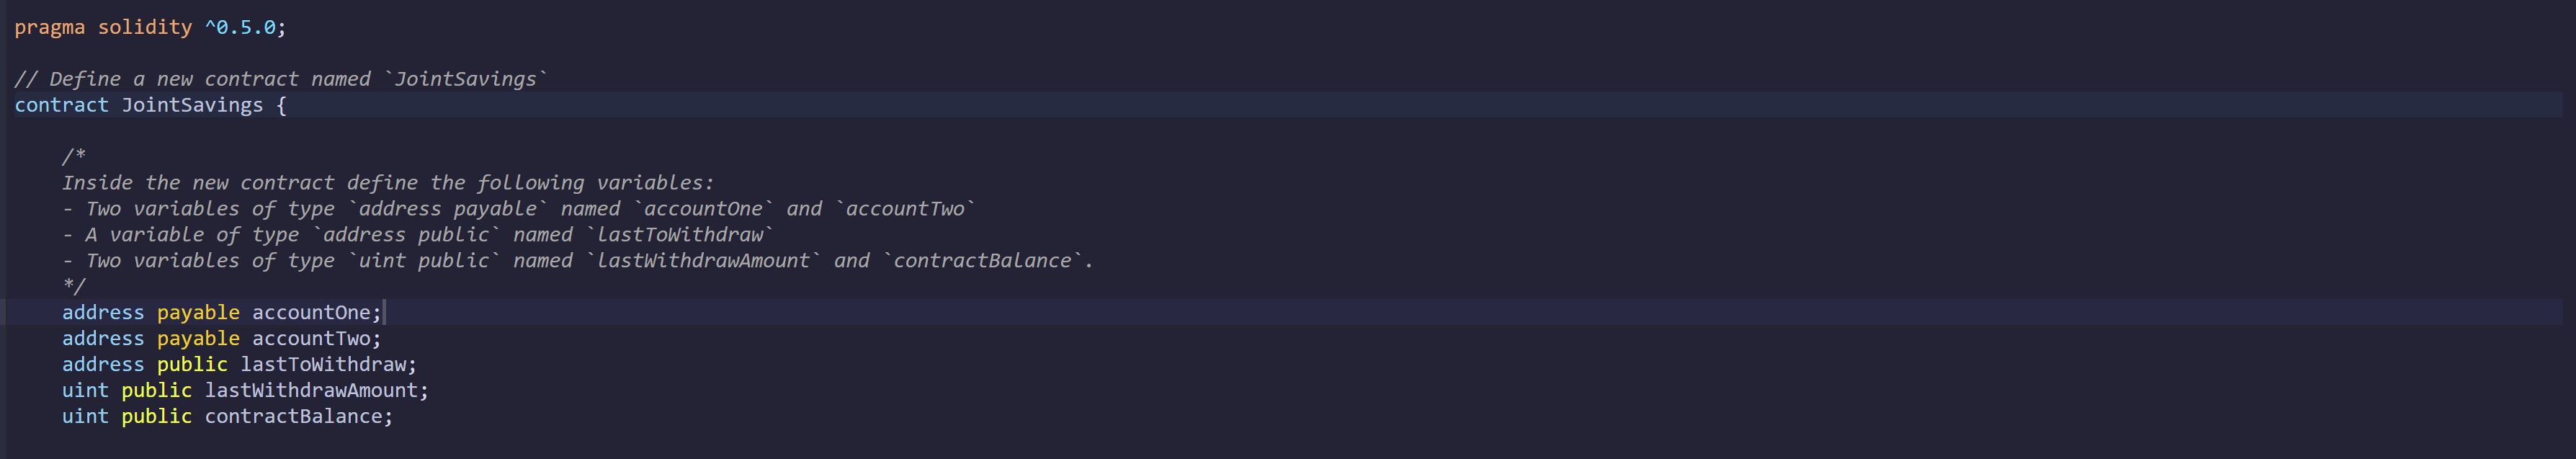 pragma solidity ^0.5.0;
// Define a new contract named `JointSavings`
contract JointSavings {
/*
Inside the new contract define the following variables:
- Two variables of type `address payable` named `accountOne` and `accountTwo`
- A variable of type `address public` named `lastToWithdraw`
- Two variables of type `uint public` named `lastWithdrawAmount` and `contractBalance`.
*/
address payable accountOne;
address payable accountTwo;
address public lastToWithdraw;
uint public lastWithdrawAmount;
uint public contractBalance;